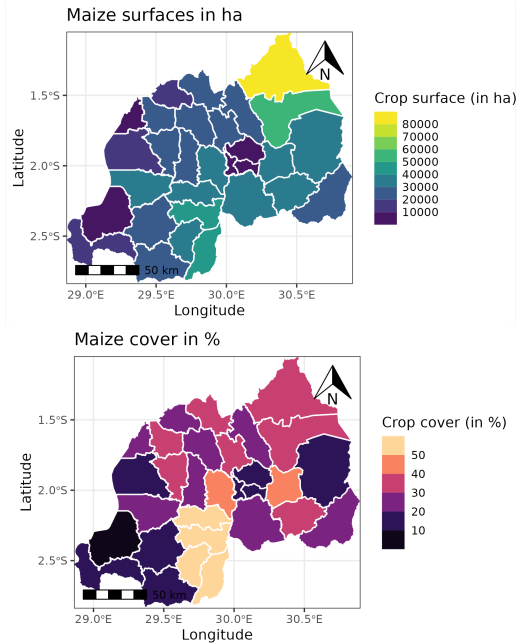 Maize surfaces in ha
N
1.5°S
2.0°S
2.5°S
Latitude
50 km
29.0°E 29.5°E 30.0°E 30.5°E
Longitude
Crop surface (in ha)
80000
70000
60000
50000
40000
30000
20000
10000
Maize cover in %
N
1.5°S
2.0°S
2.5°S
Latitude
50 km
29.0°E 29.5°E 30.0°E 30.5°E
Longitude
Crop cover (in %)
50
40
30
20
10